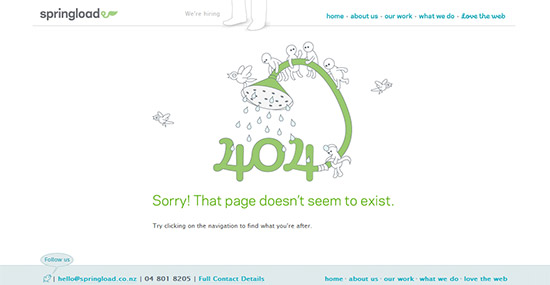 springload
We're hiring
home - about us - our work - what we do - Love the web
404
Sorry! That page doesn't seem to exist.
Try clicking on the navigation to find what you're after.
Follow us
| hello@springload.co.nz | 04 801 8205 | Full Contact Details
home - about us - our work - what we do - love the web